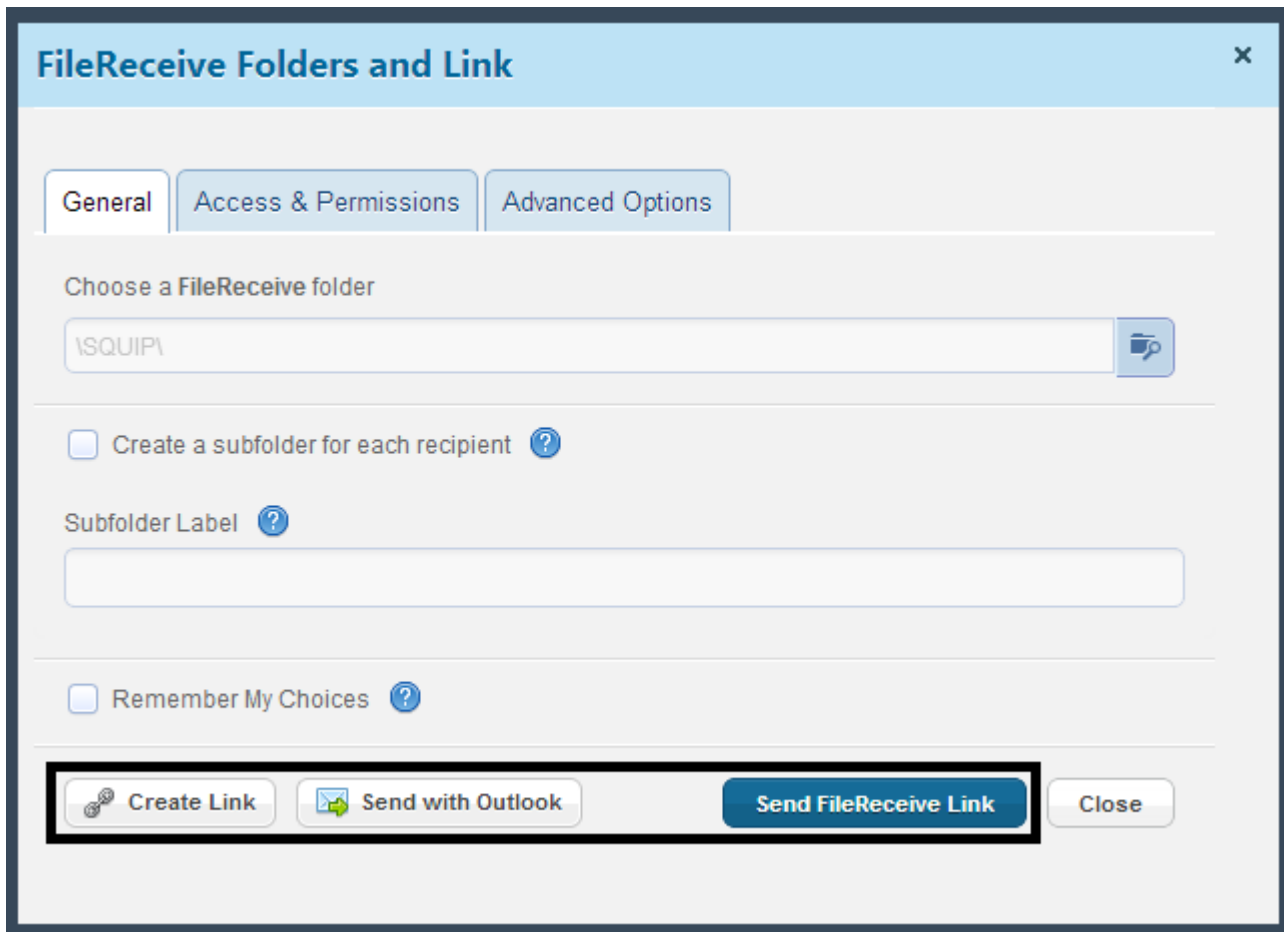 FileReceive Folders and Link ×
General Access & Permissions Advanced Options
Choose a FileReceive folder
\SQUIP\
Create a subfolder for each recipient ?
Subfolder Label ?
Remember My Choices ?
Create Link Send with Outlook Send FileReceive Link Close